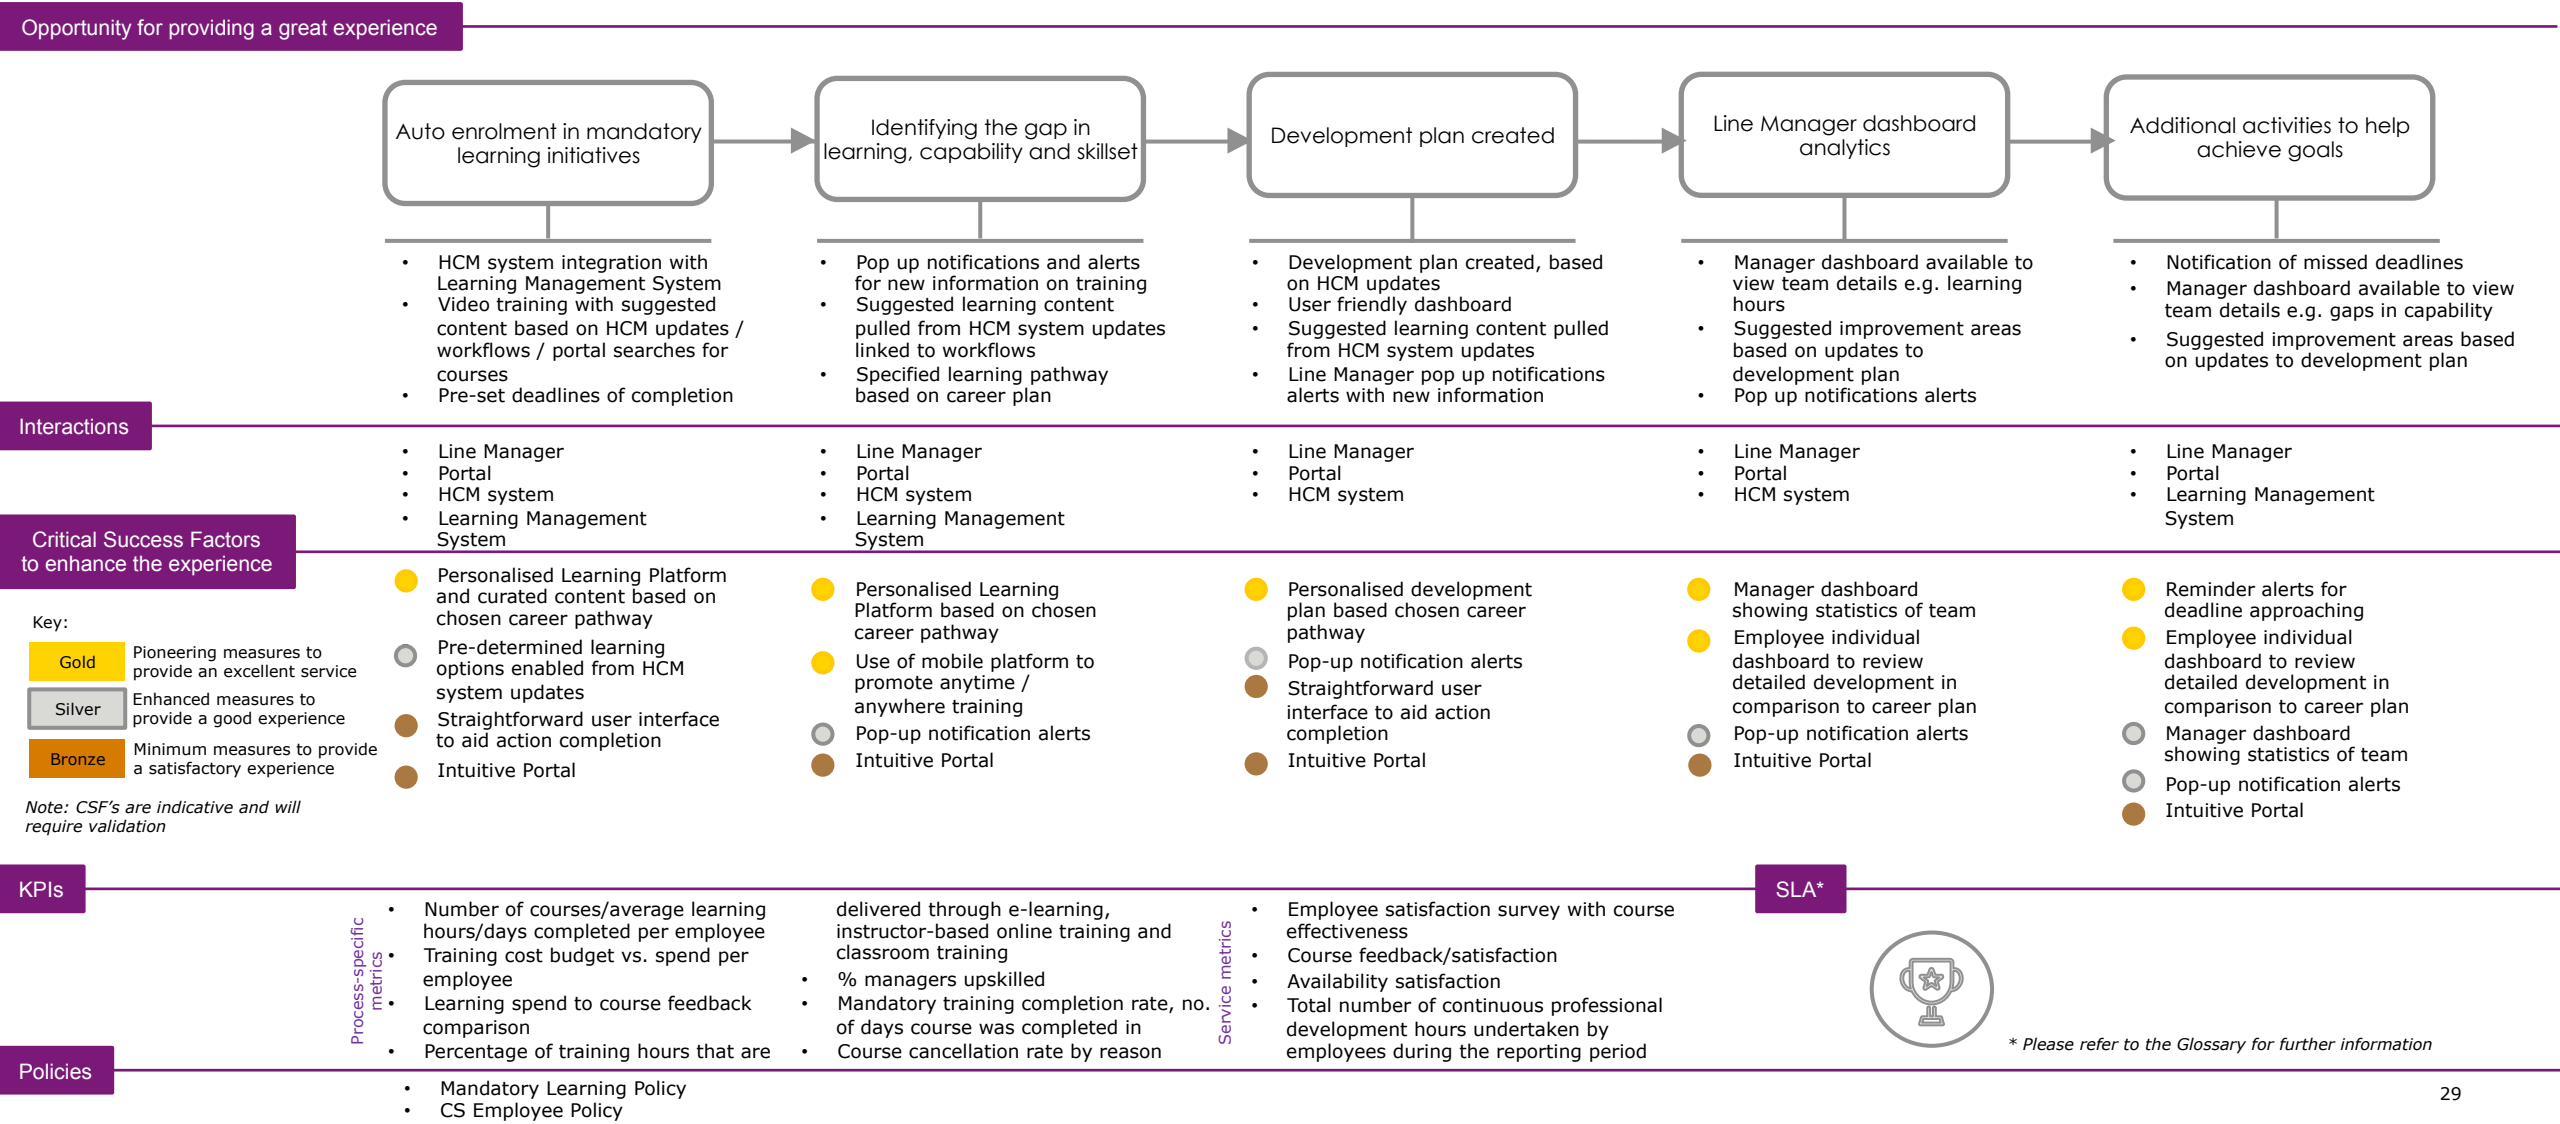 Opportunity for providing a great experience
Auto enrolment in mandatory
learning initiatives
Identifying the gap in
learning, capability and skillset
Development plan created
Line Manager dashboard
analytics
Additional activities to help
achieve goals
• HCM system integration with
Learning Management System
• Video training with suggested
content based on HCM updates /
workflows / portal searches for
courses
• Pre-set deadlines of completion
• Pop up notifications and alerts
for new information on training
• Suggested learning content
pulled from HCM system updates
linked to workflows
• Specified learning pathway
based on career plan
• Development plan created, based
on HCM updates
• User friendly dashboard
• Suggested learning content pulled
from HCM system updates
• Line Manager pop up notifications
alerts with new information
• Manager dashboard available to
view team details e.g. learning
hours
• Suggested improvement areas
based on updates to
development plan
• Pop up notifications alerts
• Notification of missed deadlines
• Manager dashboard available to view
team details e.g. gaps in capability
• Suggested improvement areas based
on updates to development plan
Interactions
• Line Manager
• Portal
• HCM system
• Learning Management
System
• Line Manager
• Portal
• HCM system
• Learning Management
System
• Line Manager
• Portal
• HCM system
• Line Manager
• Portal
• HCM system
• Line Manager
• Portal
• Learning Management
System
Critical Success Factors
to enhance the experience
Key:
Gold
Pioneering measures to
provide an excellent service
Silver
Enhanced measures to
provide a good experience
Bronze
Minimum measures to provide
a satisfactory experience
Note: CSF’s are indicative and will
require validation
Personalised Learning Platform
and curated content based on
chosen career pathway
Pre-determined learning
options enabled from HCM
system updates
Straightforward user interface
to aid action completion
Intuitive Portal
Personalised Learning
Platform based on chosen
career pathway
Use of mobile platform to
promote anytime /
anywhere training
Pop-up notification alerts
Intuitive Portal
Personalised development
plan based chosen career
pathway
Pop-up notification alerts
Straightforward user
interface to aid action
completion
Intuitive Portal
Manager dashboard
showing statistics of team
Employee individual
dashboard to review
detailed development in
comparison to career plan
Pop-up notification alerts
Intuitive Portal
Reminder alerts for
deadline approaching
Employee individual
dashboard to review
detailed development in
comparison to career plan
Manager dashboard
showing statistics of team
Pop-up notification alerts
Intuitive Portal
KPIs
Process-specific
metrics
• Number of courses/average learning
hours/days completed per employee
• Training cost budget vs. spend per
employee
• Learning spend to course feedback
comparison
• Percentage of training hours that are
delivered through e-learning,
instructor-based online training and
classroom training
• % managers upskilled
• Mandatory training completion rate, no.
of days course was completed in
• Course cancellation rate by reason
Service metrics
• Employee satisfaction survey with course
effectiveness
• Course feedback/satisfaction
• Availability satisfaction
• Total number of continuous professional
development hours undertaken by
employees during the reporting period
SLA*
* Please refer to the Glossary for further information
Policies
• Mandatory Learning Policy
• CS Employee Policy
29